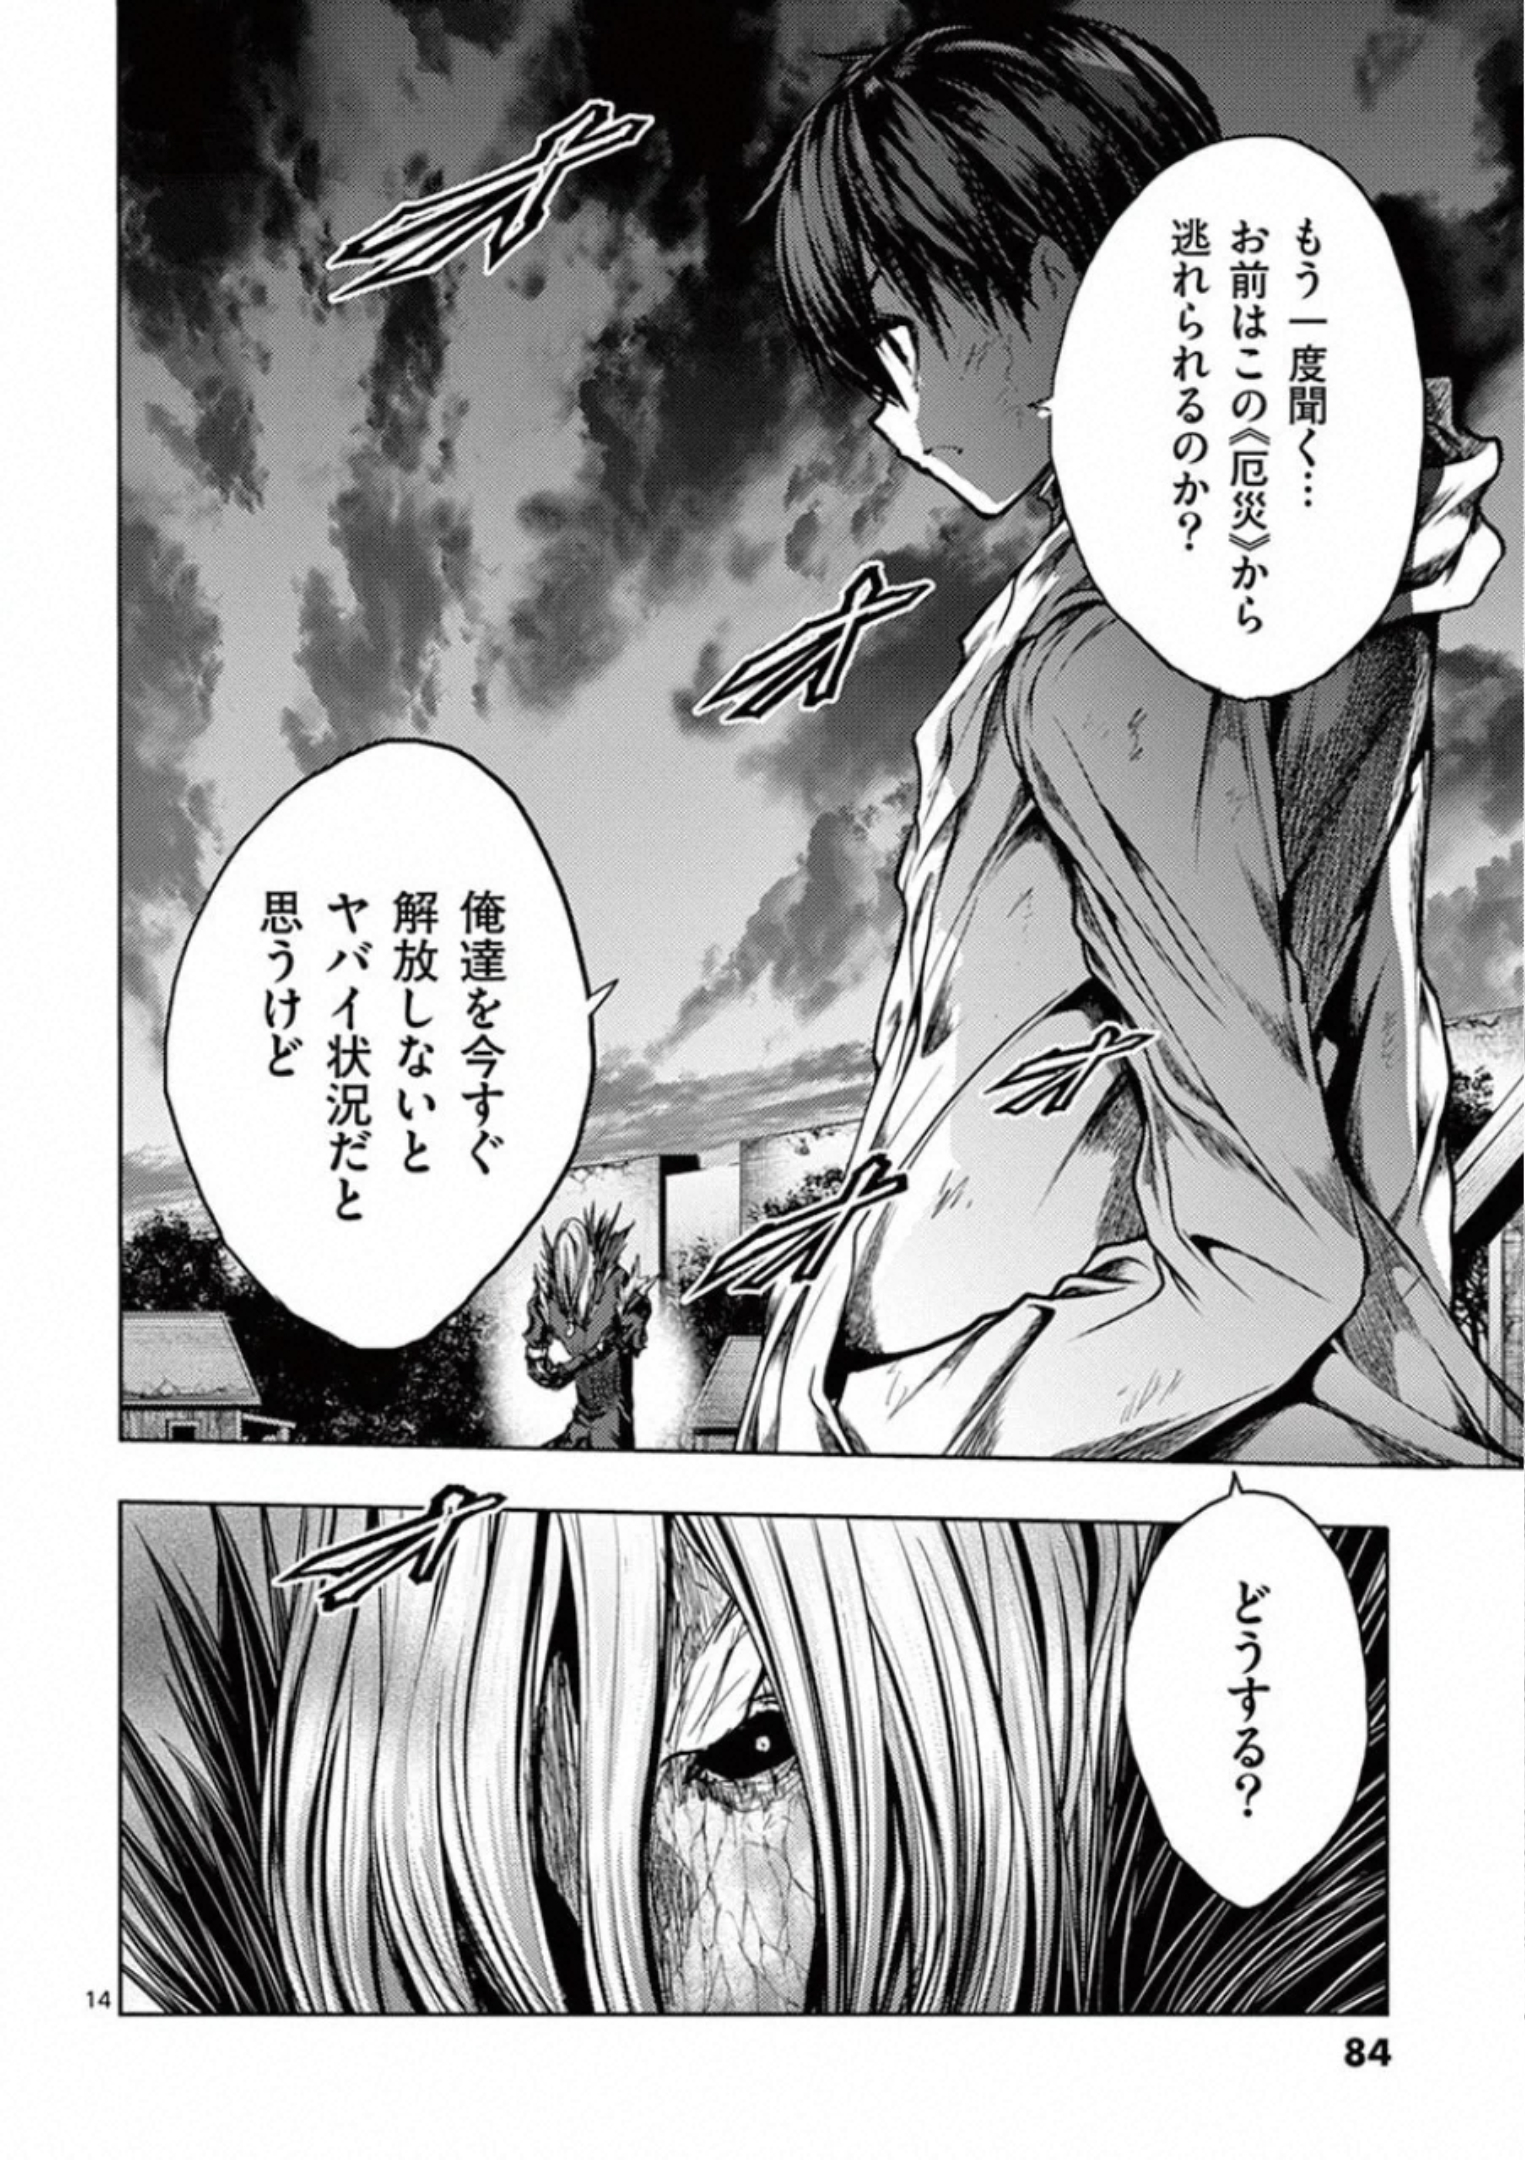 もう一度聞く…
お前はこの《厄災》から
逃れられるのか?
俺達を今すぐ
解放しないと
ヤバイ状況だと
思うけど
どうする?
14
84